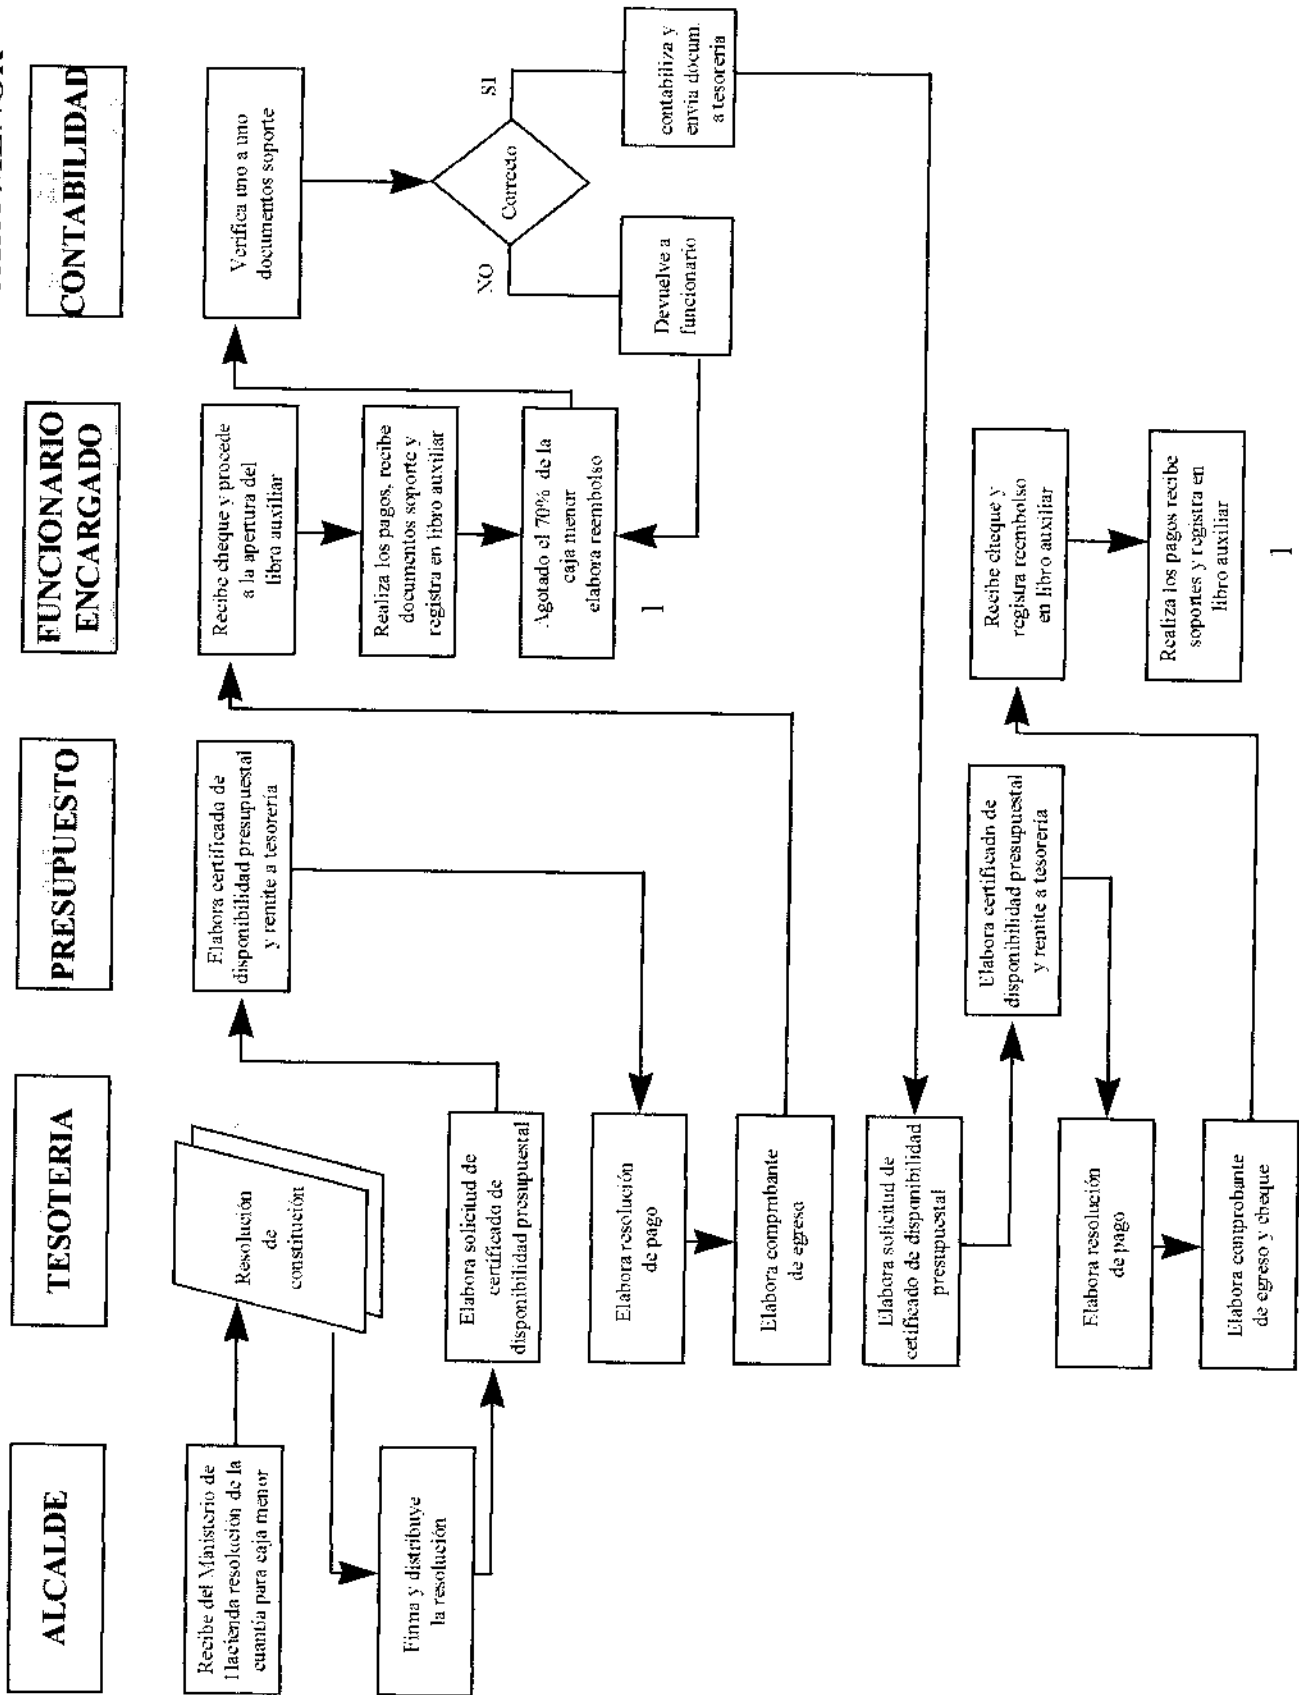 ALCALDE
TESOTERIA
PRESUPUESTO
FUNCIONARIO
ENCARGADO
CONTABILIDAD
Recibe del Ministerio de
Hacienda resolución de la
cuantía para caja menor
Resolución
de
constitución
Firma y distribuye
la resolución
Elabora solicitud de
certificado de
disponibilidad presupuestal
Elabora certificado de
disponibilidad presupuestal
y remite a tesorería
Elabora resolución
de pago
Elabora comprobante
de egreso
Recibe cheque y procede
a la apertura del
libro auxiliar
Realiza los pagos, recibe
documentos soporte y
registra en libro auxiliar
Agotado el 70% de la
caja menor
elabora reembolso
1
Verifica uno a uno
documentos soporte
Correcto
NO
SI
Devuelve a
funcionario
contabiliza y
envia docum.
a tesoreria
Elabora solicitud de
cetificado de disponibilidad
presupuestal
Elabora certificado de
disponibilidad presupuestal
y remite a tesorería
Elabora resolución
de pago
Elabora comprobante
de egreso y cheque
Recibe cheque y
registra reembolso
en libro auxiliar
Realiza los pagos recibe
soportes y registra en
libro auxiliar
1